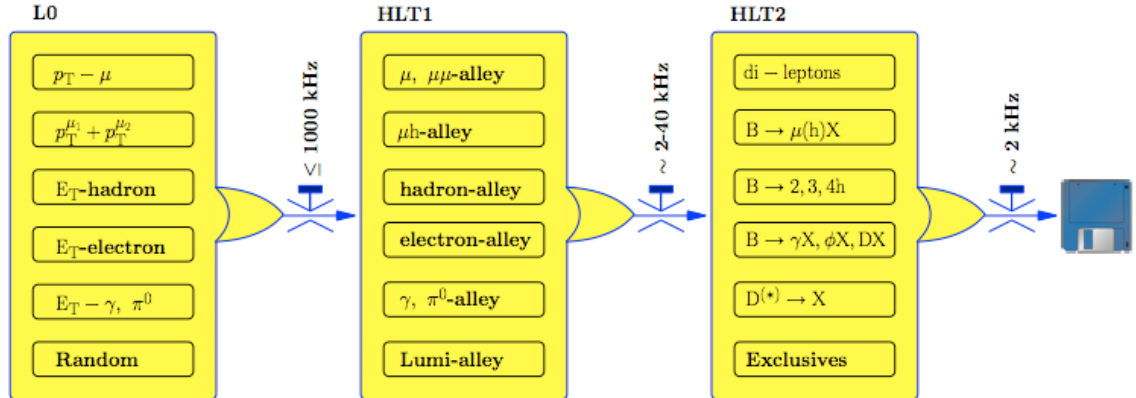 L0
p_T − μ
p_T^{μ_1} + p_T^{μ_2}
E_T-hadron
E_T-electron
E_T − γ, π^0
Random
≤ 1000 kHz
HLT1
μ, μμ-alley
μh-alley
hadron-alley
electron-alley
γ, π^0-alley
Lumi-alley
~ 2-40 kHz
HLT2
di − leptons
B → μ(h)X
B → 2, 3, 4h
B → γX, φX, DX
D^{(⋆)} → X
Exclusives
~ 2 kHz